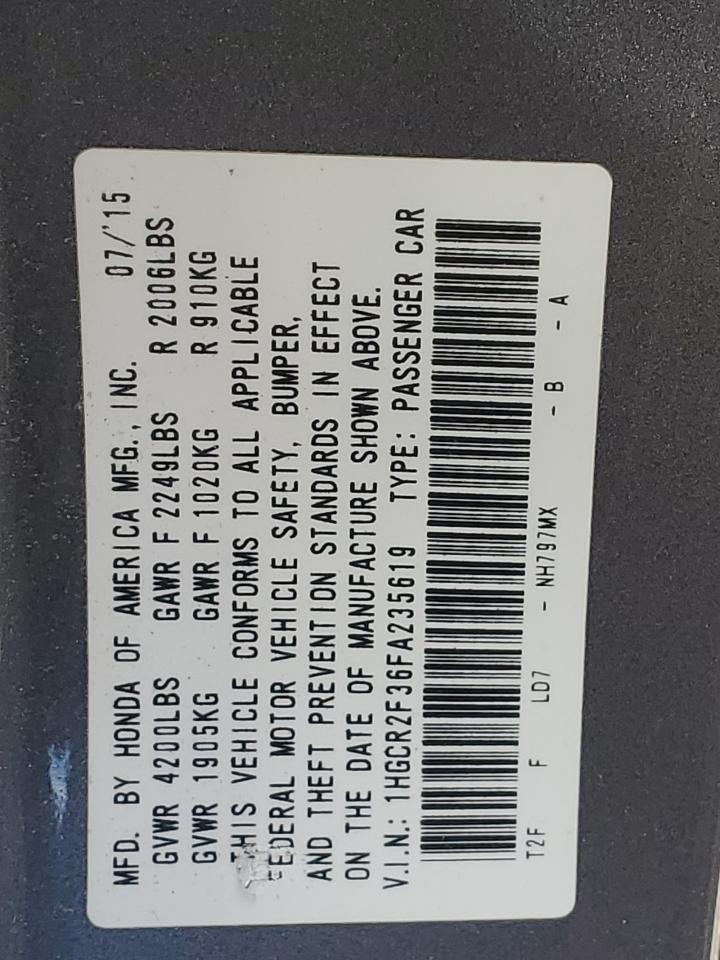 MFD. BY HONDA OF AMERICA MFG., INC. 07/'15
GVWR 4200LBS GAWR F 2249LBS R 2006LBS
GVWR 1905KG GAWR F 1020KG R 910KG
THIS VEHICLE CONFORMS TO ALL APPLICABLE
FEDERAL MOTOR VEHICLE SAFETY, BUMPER,
AND THEFT PREVENTION STANDARDS IN EFFECT
ON THE DATE OF MANUFACTURE SHOWN ABOVE.
V.I.N.: 1HGCR2F36FA235619 TYPE: PASSENGER CAR
T2F F LD7 - NH797MX - B - A